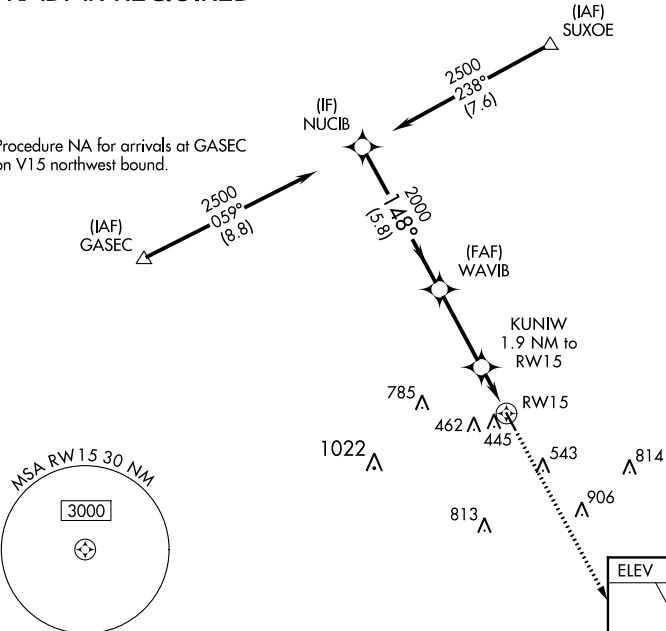 (IAF)
SUXOE
2500
238°
(7.6)
(IF)
NUCIB
Procedure NA for arrivals at GASEC
on V15 northwest bound.
2500
059°
(8.8)
(IAF)
GASEC
2000
148°
(5.8)
(FAF)
WAVIB
KUNIW
1.9 NM to
RW15
RW15
785
462
445
1022
543
814
906
813
MSA RW15 30 NM
3000
ELEV